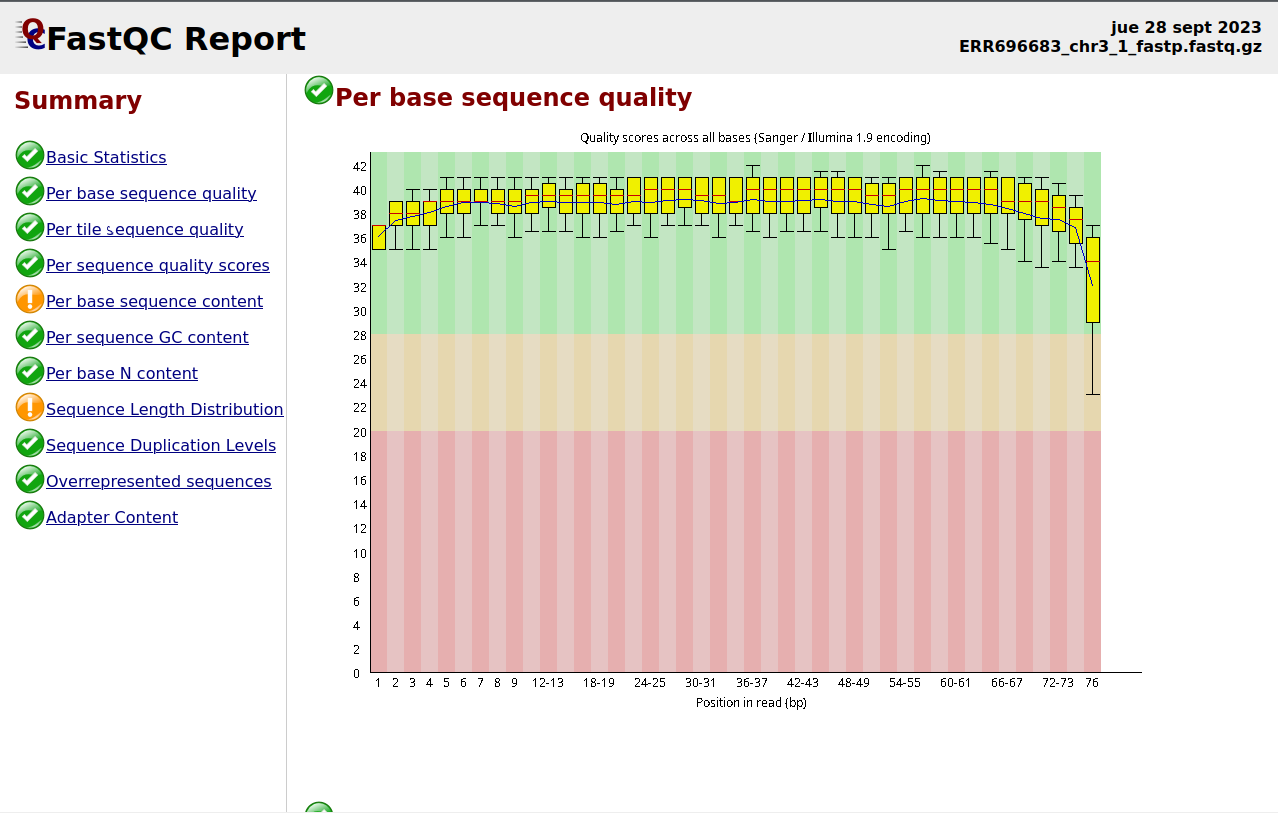 FastQC Report
jue 28 sept 2023
ERR696683_chr3_1_fastp.fastq.gz
Summary
Basic Statistics
Per base sequence quality
Per tile sequence quality
Per sequence quality scores
Per base sequence content
Per sequence GC content
Per base N content
Sequence Length Distribution
Sequence Duplication Levels
Overrepresented sequences
Adapter Content
Per base sequence quality
Quality scores across all bases (Sanger / Illumina 1.9 encoding)
42
40
38
36
34
32
30
28
26
24
22
20
18
16
14
12
10
8
6
4
2
0
1 2 3 4 5 6 7 8 9 12-13 18-19 24-25 30-31 36-37 42-43 48-49 54-55 60-61 66-67 72-73 76
Position in read (bp)